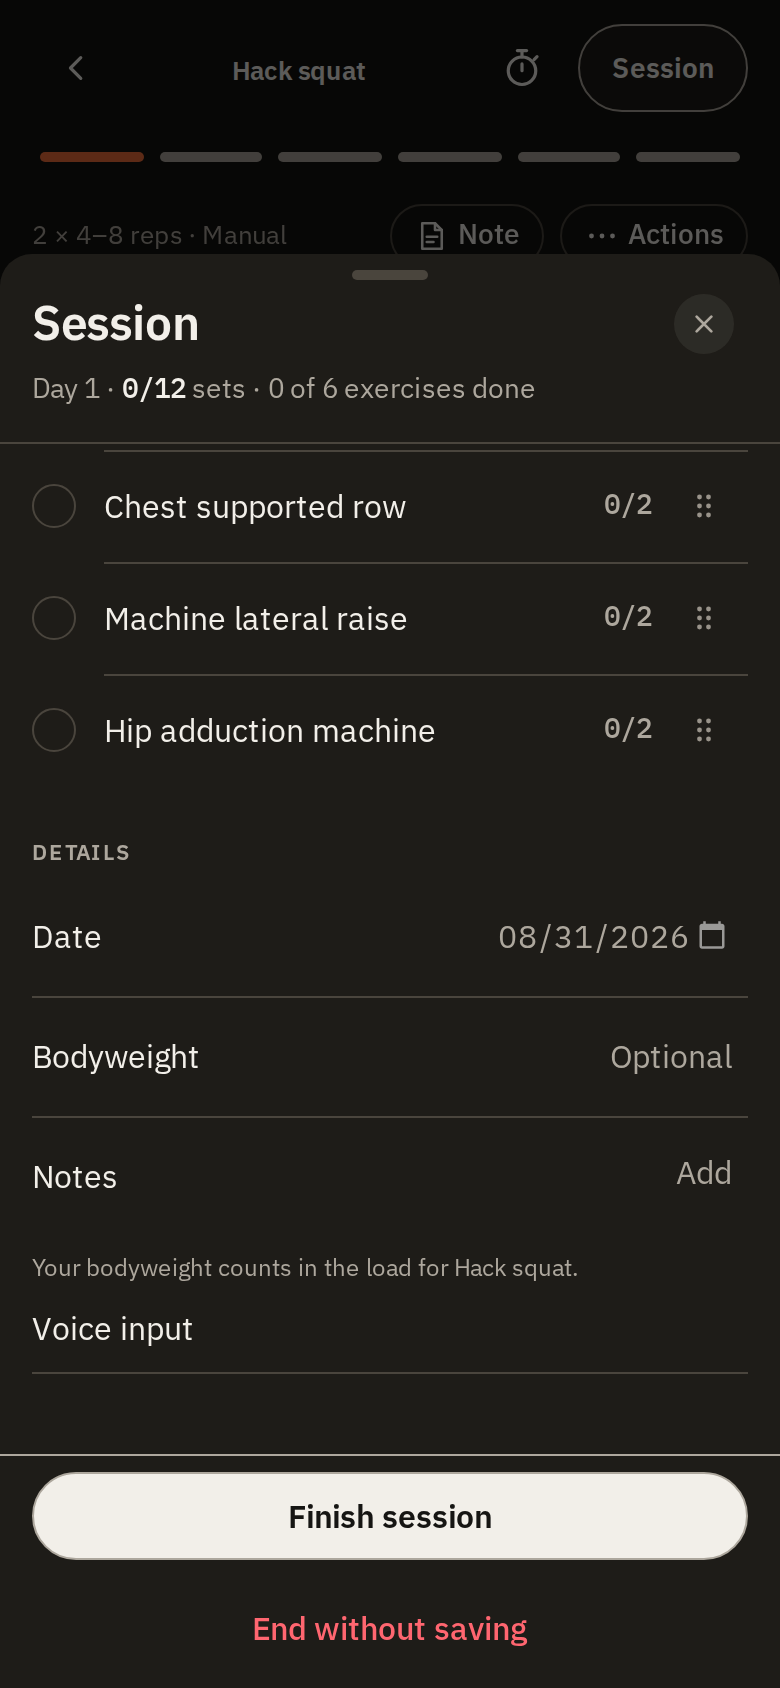 Hack squat
Session
2 × 4–8 reps · Manual
Note
··· Actions
Session
Day 1 · 0/12 sets · 0 of 6 exercises done
Chest supported row 0/2
Machine lateral raise 0/2
Hip adduction machine 0/2
DETAILS
Date 08/31/2026
Bodyweight Optional
Notes Add
Your bodyweight counts in the load for Hack squat.
Voice input
Finish session
End without saving